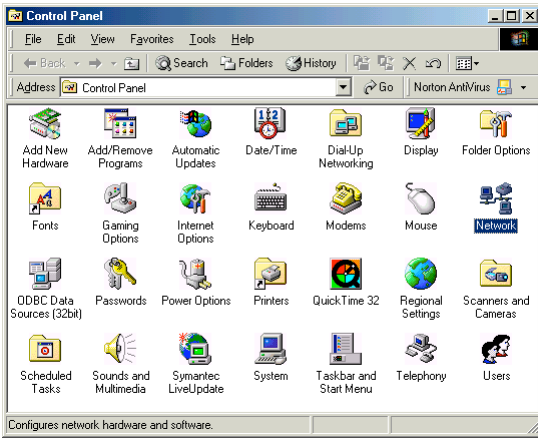 Control Panel
File Edit View Favorites Tools Help
Back Search Folders History
Address Control Panel Go Norton AntiVirus
Add New Hardware
Add/Remove Programs
Automatic Updates
Date/Time
Dial-Up Networking
Display
Folder Options
Fonts
Gaming Options
Internet Options
Keyboard
Modems
Mouse
Network
ODBC Data Sources (32bit)
Passwords
Power Options
Printers
QuickTime 32
Regional Settings
Scanners and Cameras
Scheduled Tasks
Sounds and Multimedia
Symantec LiveUpdate
System
Taskbar and Start Menu
Telephony
Users
Configures network hardware and software.